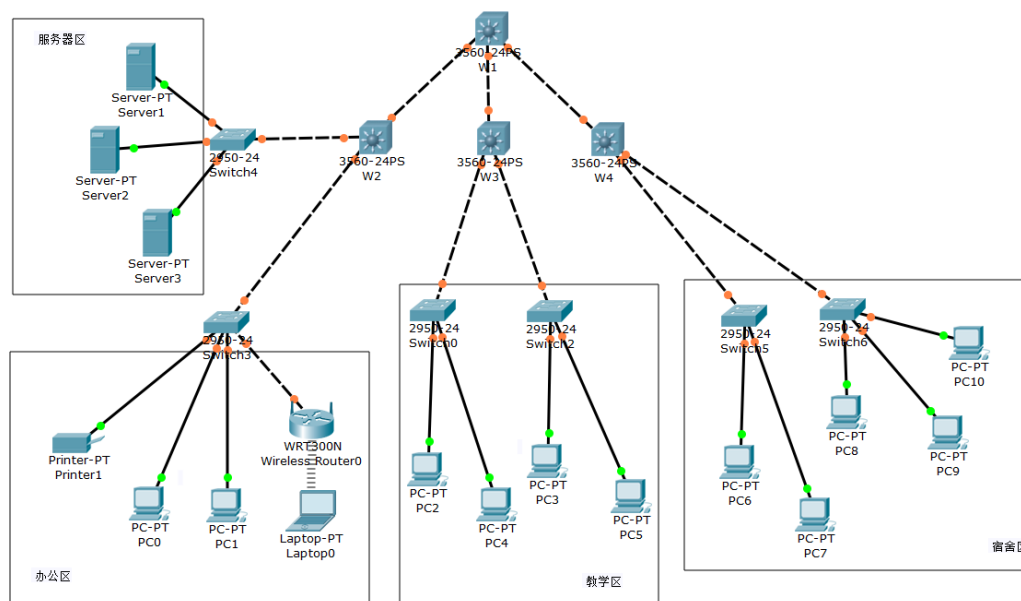 服务器区
3560-24PS
W1
Server-PT
Server1
2950-24
Switch4
3560-24PS
W2
3560-24PS
W3
3560-24PS
W4
Server-PT
Server2
Server-PT
Server3
2950-24
Switch3
2950-24
Switch0
2950-24
Switch2
2950-24
Switch5
2950-24
Switch6
PC-PT
PC10
Printer-PT
Printer1
WRT300N
Wireless Router0
PC-PT
PC0
PC-PT
PC1
Laptop-PT
Laptop0
PC-PT
PC2
PC-PT
PC4
PC-PT
PC3
PC-PT
PC5
PC-PT
PC6
PC-PT
PC7
PC-PT
PC8
PC-PT
PC9
办公区
教学区
宿舍区